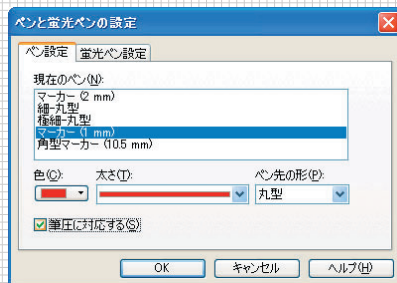 ペンと蛍光ペンの設定
ペン設定 蛍光ペン設定
現在のペン(N):
マーカー (2 mm)
細-丸型
極細-丸型
マーカー (1 mm)
角型マーカー (10.5 mm)
色(C): 太さ(T): ペン先の形(P):
丸型
筆圧に対応する(S)
OK キャンセル ヘルプ(H)